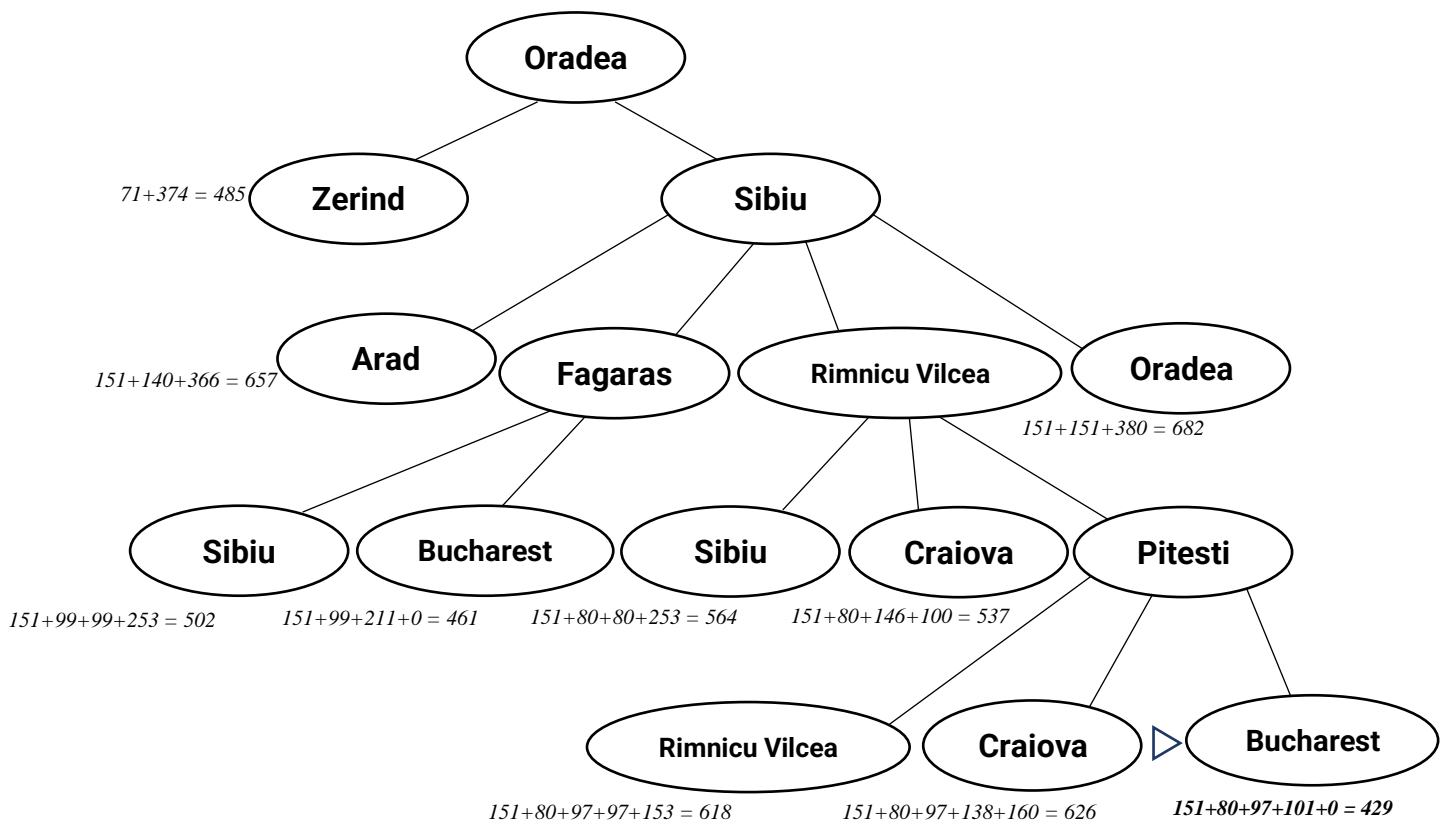 Oradea
71+374 = 485
Zerind
Sibiu
151+140+366 = 657
Arad
Fagaras
Rimnicu Vilcea
Oradea
151+151+380 = 682
Sibiu
Bucharest
Sibiu
Craiova
Pitesti
151+99+99+253 = 502
151+99+211+0 = 461
151+80+80+253 = 564
151+80+146+100 = 537
Rimnicu Vilcea
Craiova
Bucharest
151+80+97+97+153 = 618
151+80+97+138+160 = 626
151+80+97+101+0 = 429